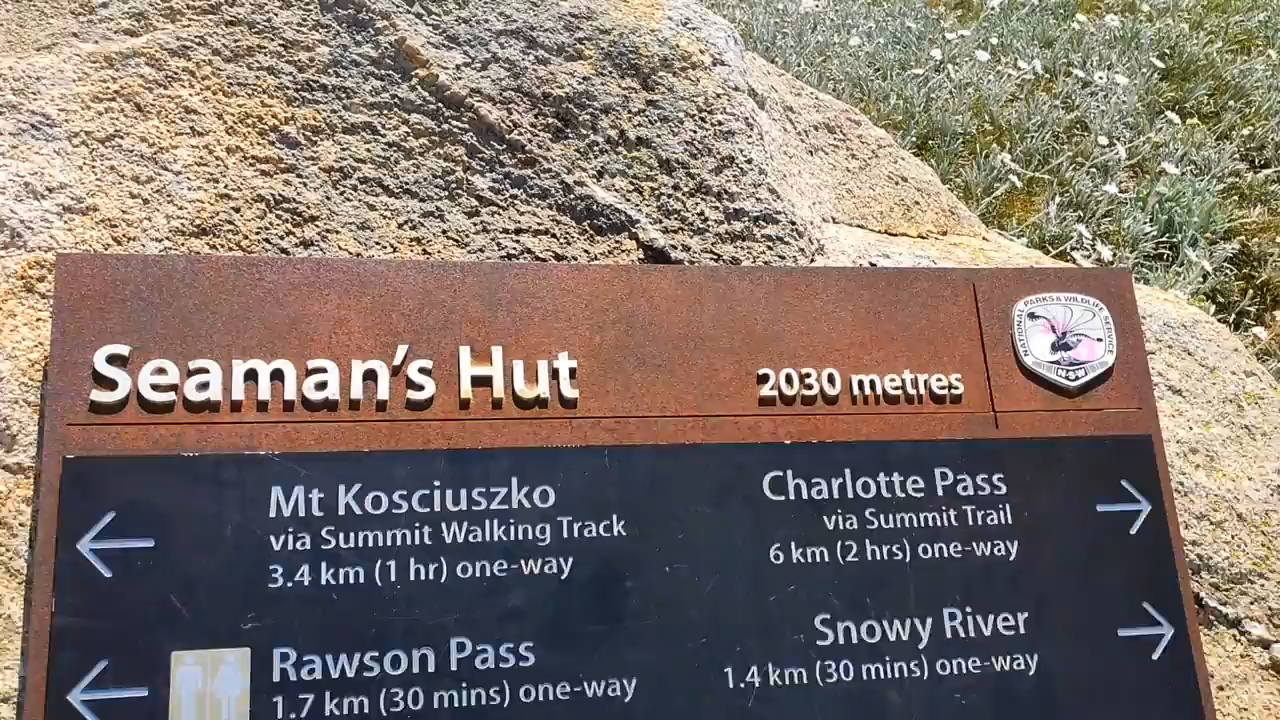 Seaman's Hut
2030 metres
NATIONAL PARKS & WILDLIFE SERVICE
N·S·W
Mt Kosciuszko
via Summit Walking Track
3.4 km (1 hr) one-way
Charlotte Pass
via Summit Trail
6 km (2 hrs) one-way
Rawson Pass
1.7 km (30 mins) one-way
Snowy River
1.4 km (30 mins) one-way